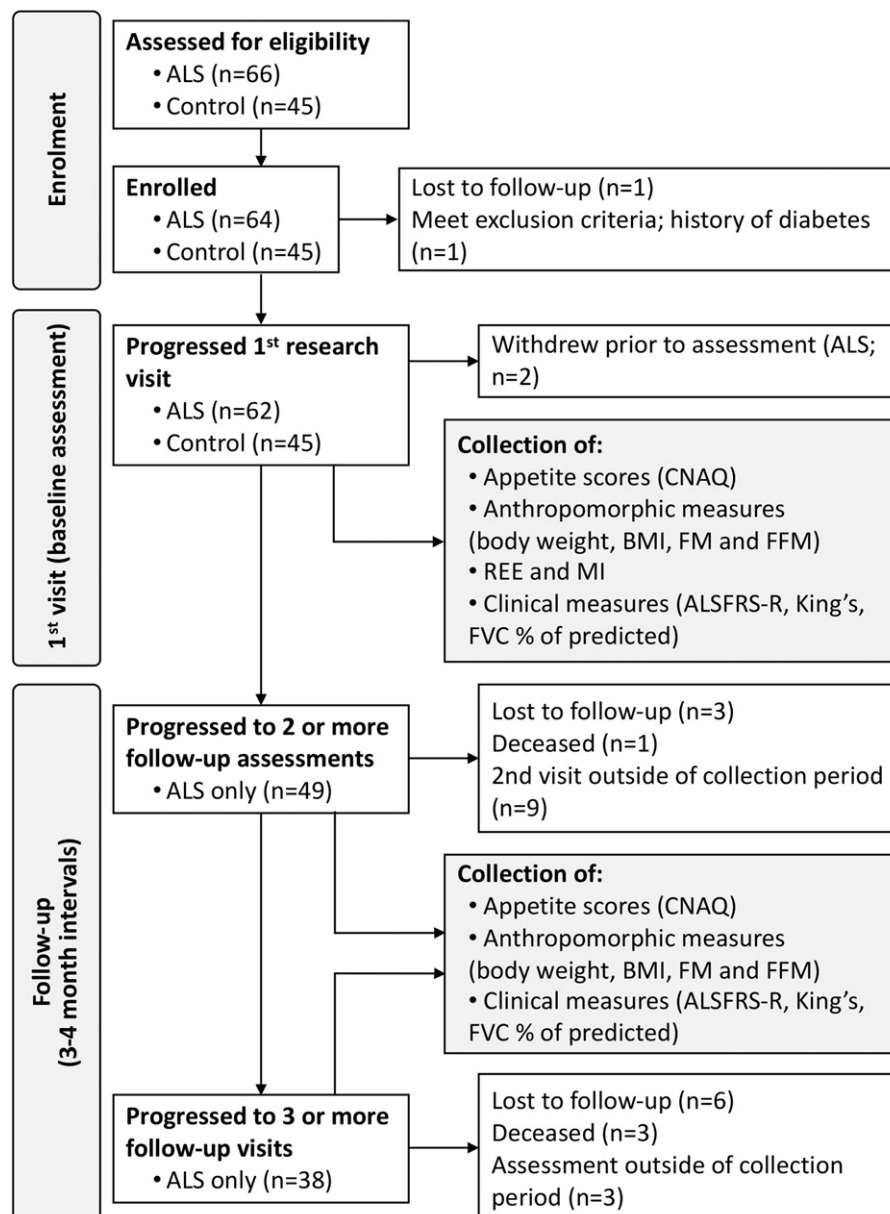 Enrolment
Assessed for eligibility
• ALS (n=66)
• Control (n=45)
Enrolled
• ALS (n=64)
• Control (n=45)
Lost to follow-up (n=1)
Meet exclusion criteria; history of diabetes
(n=1)
1st visit (baseline assessment)
Progressed 1st research
visit
• ALS (n=62)
• Control (n=45)
Withdrew prior to assessment (ALS;
n=2)
Collection of:
• Appetite scores (CNAQ)
• Anthropomorphic measures
(body weight, BMI, FM and FFM)
• REE and MI
• Clinical measures (ALSFRS-R, King’s,
FVC % of predicted)
Follow-up
(3-4 month intervals)
Progressed to 2 or more
follow-up assessments
• ALS only (n=49)
Lost to follow-up (n=3)
Deceased (n=1)
2nd visit outside of collection period
(n=9)
Collection of:
• Appetite scores (CNAQ)
• Anthropomorphic measures
(body weight, BMI, FM and FFM)
• Clinical measures (ALSFRS-R, King’s,
FVC % of predicted)
Progressed to 3 or more
follow-up visits
• ALS only (n=38)
Lost to follow-up (n=6)
Deceased (n=3)
Assessment outside of collection
period (n=3)